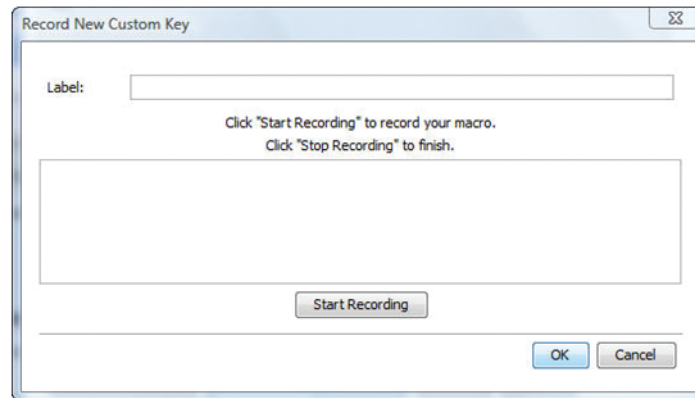 Record New Custom Key
Label:
Click "Start Recording" to record your macro.
Click "Stop Recording" to finish.
Start Recording
OK Cancel